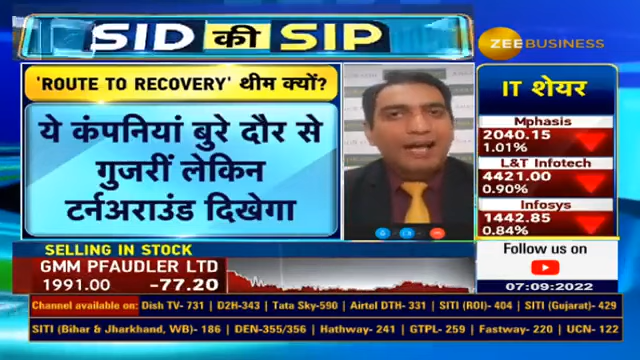 SID की SIP
ZEE BUSINESS
'ROUTE TO RECOVERY' थीम क्यों?
ये कंपनियां बुरे दौर से
गुजरीं लेकिन
टर्नअराउंड दिखेगा
IT शेयर
Mphasis
2040.15
1.01%
L&T Infotech
4421.00
0.90%
Infosys
1442.85
0.84%
SELLING IN STOCK
GMM PFAUDLER LTD
1991.00 -77.20
Follow us on
07:09:2022
Channel available on: Dish TV- 731 | D2H-343 | Tata Sky-590 | Airtel DTH- 331 | SITI (ROI)- 404 | SITI (Gujarat)- 429
SITI (Bihar & Jharkhand, WB)- 186 | DEN-355/356 | Hathway- 241 | GTPL- 259 | Fastway- 220 | UCN- 122